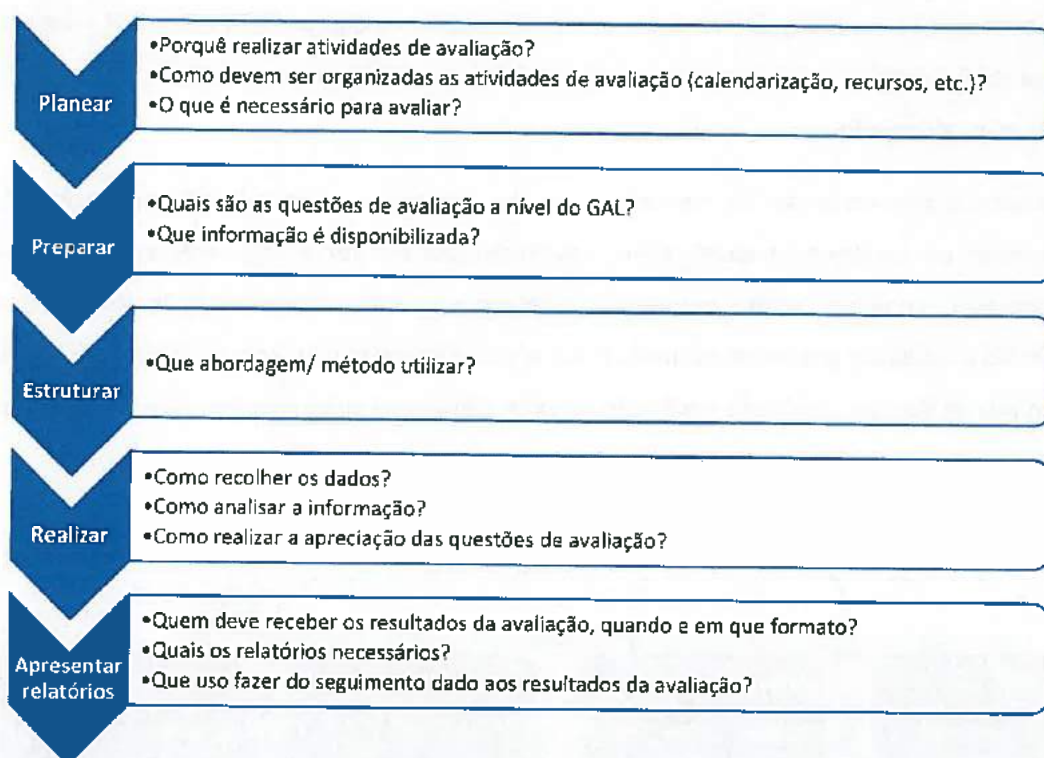 Planear
•Porquê realizar atividades de avaliação?
•Como devem ser organizadas as atividades de avaliação (calendarização, recursos, etc.)?
•O que é necessário para avaliar?
Preparar
•Quais são as questões de avaliação a nível do GAL?
•Que informação é disponibilizada?
Estruturar
•Que abordagem/ método utilizar?
Realizar
•Como recolher os dados?
•Como analisar a informação?
•Como realizar a apreciação das questões de avaliação?
Apresentar
relatórios
•Quem deve receber os resultados da avaliação, quando e em que formato?
•Quais os relatórios necessários?
•Que uso fazer do seguimento dado aos resultados da avaliação?